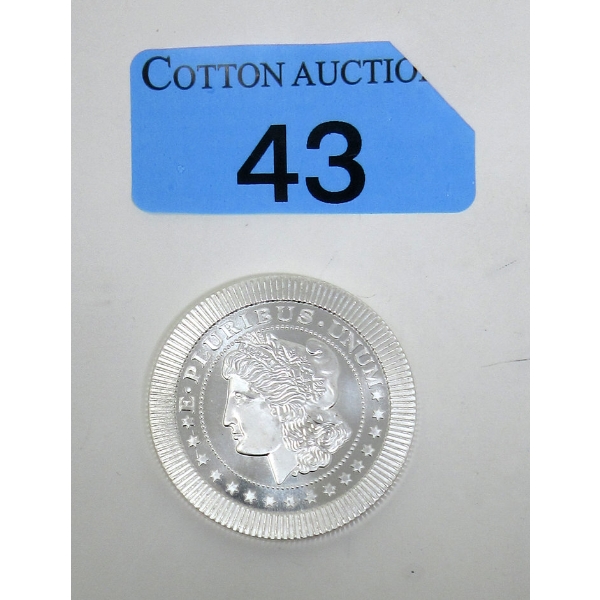 COTTON AUCTIO
43
E · PLURIBUS · UNUM